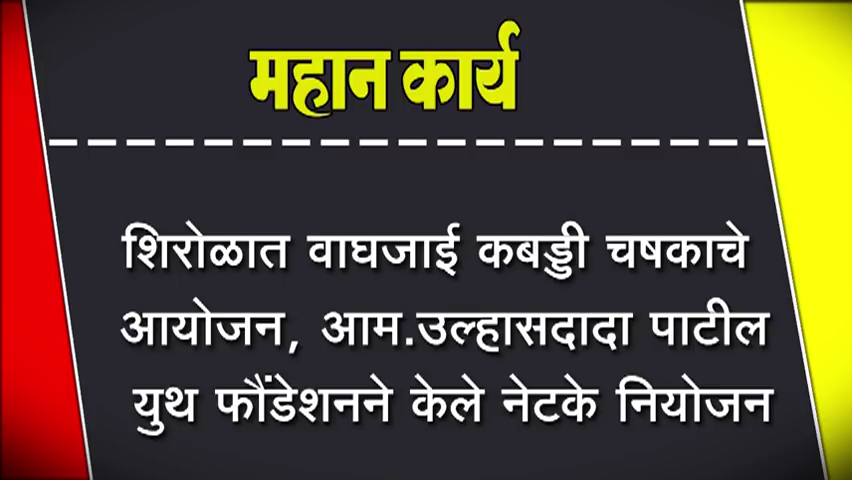 महान कार्य
शिरोळात वाघजाई कबड्डी चषकाचे
आयोजन, आम.उल्हासदादा पाटील
युथ फौंडेशनने केले नेटके नियोजन